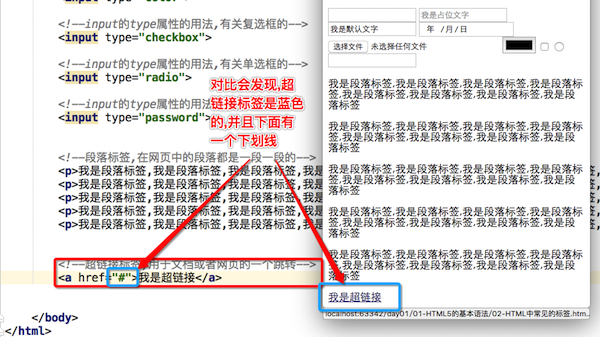 <!--input的type属性的用法,有关复选框的-->
<input type="checkbox">
<!--input的type属性的用法,有关单选框的-->
<input type="radio">
<!--input的type属性的用法,
<input type="password">
<!--段落标签,在网页中的段落都是一段一段的-->
<p>我是段落标签,我是段落标签,我是段落标签,我是段落标签,我
<p>我是段落标签,我是段落标签,我是段落标签,我是段落标签,我
<p>我是段落标签,我是段落标签,我是段落标签,我是段落标签,我
<p>我是段落标签,我是段落标签,我是段落标签,我是段落标签,我
<p>我是段落标签,我是段落标签,我是段落标签,我是段落标签,我
<!--超链接标签,用于文档或者网页的一个跳转-->
<a href="#">我是超链接</a>
</body>
</html>
对比会发现,超
链接标签是蓝色
的,并且下面有
一个下划线
我是占位文字
我是默认文字
年 /月/日
选择文件 未选择任何文件
我是段落标签,我是段落标签,我是段落标签,我是段落标签,我是段落标签,我是段落标签,我是段落标签,我是段落标签
我是段落标签,我是段落标签,我是段落标签,我是段落标签,我是段落标签,我是段落标签,我是段落标签,我是段落标签
我是段落标签,我是段落标签,我是段落标签,我是段落标签,我是段落标签,我是段落标签,我是段落标签,我是段落标签
我是段落标签,我是段落标签,我是段落标签,我是段落标签,我是段落标签,我是段落标签,我是段落标签,我是段落标签
我是段落标签,我是段落标签,我是段落标签,我是段落标签,我是段落标签,我是段落标签,我是段落标签,我是段落标签
我是超链接
localhost:63342/day01/01-HTML5的基本语法/02-HTML中常见的标签.htm...